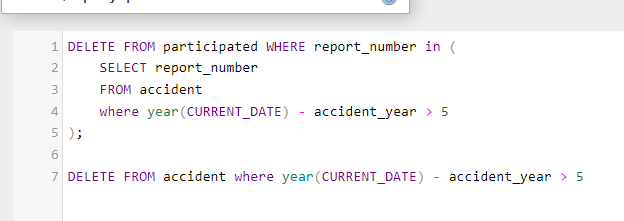 1 DELETE FROM participated WHERE report_number in (
2 SELECT report_number
3 FROM accident
4 where year(CURRENT_DATE) - accident_year > 5
5 );
6
7 DELETE FROM accident where year(CURRENT_DATE) - accident_year > 5